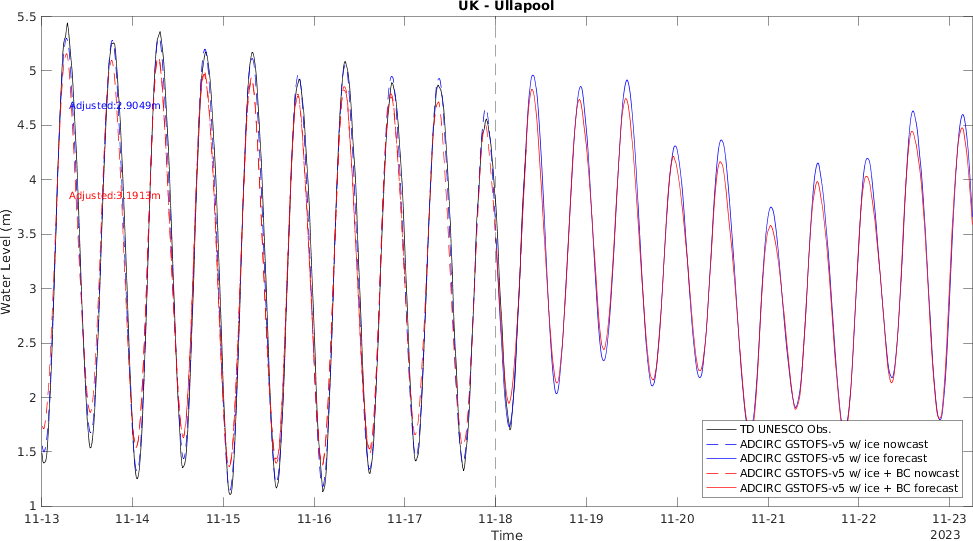 UK - Ullapool
5.5
5
4.5
4
3.5
3
2.5
2
1.5
1
Water Level (m)
Adjusted:2.9049m
Adjusted:3.1913m
TD UNESCO Obs.
ADCIRC GSTOFS-v5 w/ ice nowcast
ADCIRC GSTOFS-v5 w/ ice forecast
ADCIRC GSTOFS-v5 w/ ice + BC nowcast
ADCIRC GSTOFS-v5 w/ ice + BC forecast
11-13 11-14 11-15 11-16 11-17 11-18 11-19 11-20 11-21 11-22 11-23
2023
Time